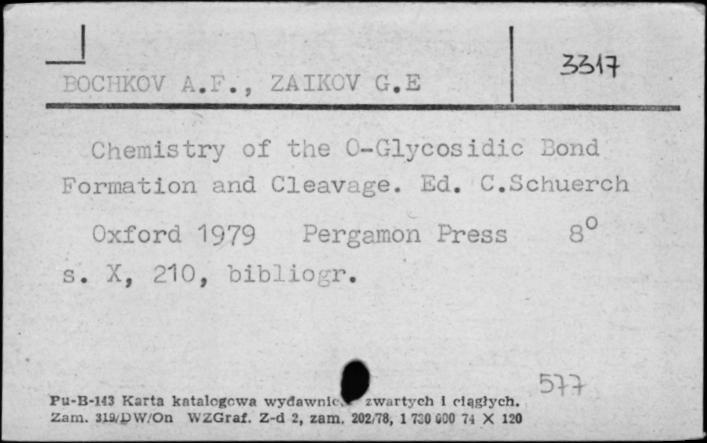 3317
BOCHKOV A.F., ZAIKOV G.E
Chemistry of the O-Glycosidic Bond
Formation and Cleavage. Ed. C.Schuerch
Oxford 1979 Pergamon Press 8°
s. X, 210, bibliogr.
577
Pu-B-143 Karta katalogowa wydawnic zwartych i ciągłych.
Zam. 319/DW/On WZGraf. Z-d 2, zam. 202/78, 1 730 000 74 X 120